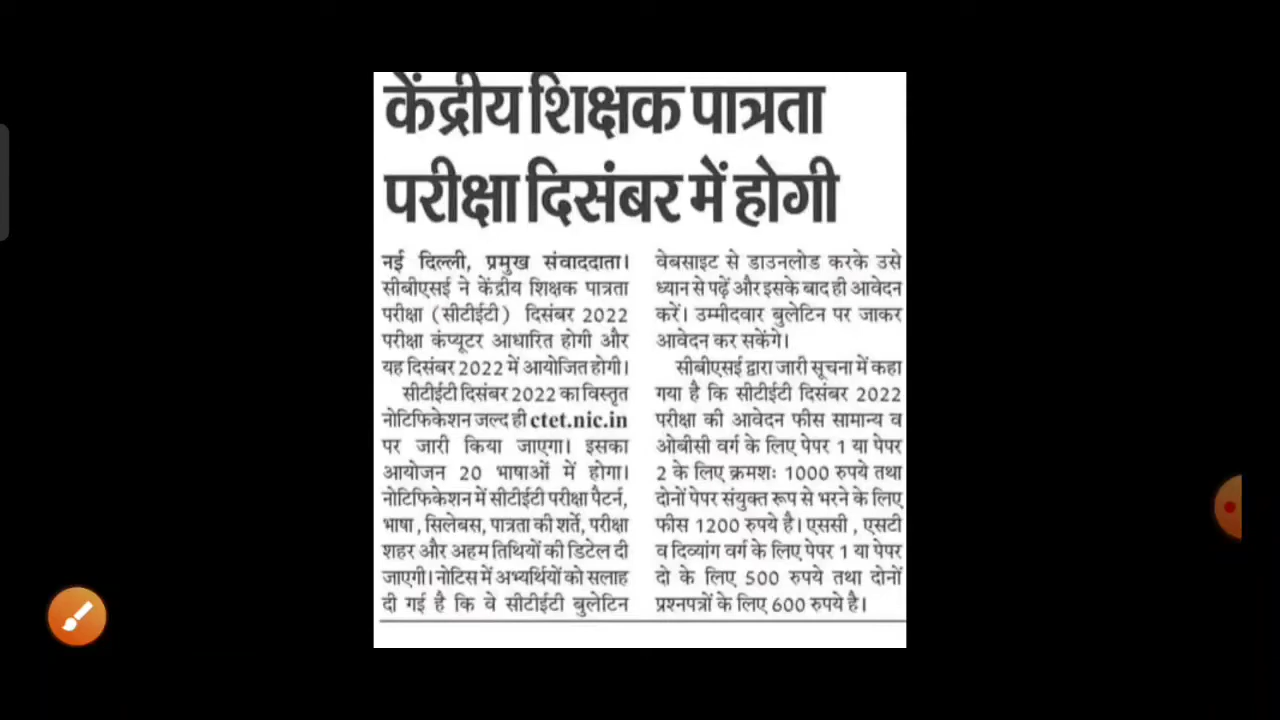 केंद्रीय शिक्षक पात्रता
परीक्षा दिसंबर में होगी
नई दिल्ली, प्रमुख संवाददाता।
सीबीएसई ने केंद्रीय शिक्षक पात्रता
परीक्षा (सीटीईटी) दिसंबर 2022
परीक्षा कंप्यूटर आधारित होगी और
यह दिसंबर 2022 में आयोजित होगी।
सीटीईटी दिसंबर 2022 का विस्तृत
नोटिफिकेशन जल्द ही ctet.nic.in
पर जारी किया जाएगा। इसका
आयोजन 20 भाषाओं में होगा।
नोटिफिकेशन में सीटीईटी परीक्षा पैटर्न,
भाषा, सिलेबस, पात्रता की शर्ते, परीक्षा
शहर और अहम तिथियों की डिटेल दी
जाएगी। नोटिस में अभ्यर्थियों को सलाह
दी गई है कि वे सीटीईटी बुलेटिन
वेबसाइट से डाउनलोड करके उसे
ध्यान से पढ़ें और इसके बाद ही आवेदन
करें। उम्मीदवार बुलेटिन पर जाकर
आवेदन कर सकेंगे।
सीबीएसई द्वारा जारी सूचना में कहा
गया है कि सीटीईटी दिसंबर 2022
परीक्षा की आवेदन फीस सामान्य व
ओबीसी वर्ग के लिए पेपर 1 या पेपर
2 के लिए क्रमशः 1000 रुपये तथा
दोनों पेपर संयुक्त रूप से भरने के लिए
फीस 1200 रुपये है। एससी, एसटी
व दिव्यांग वर्ग के लिए पेपर 1 या पेपर
दो के लिए 500 रुपये तथा दोनों
प्रश्नपत्रों के लिए 600 रुपये है।